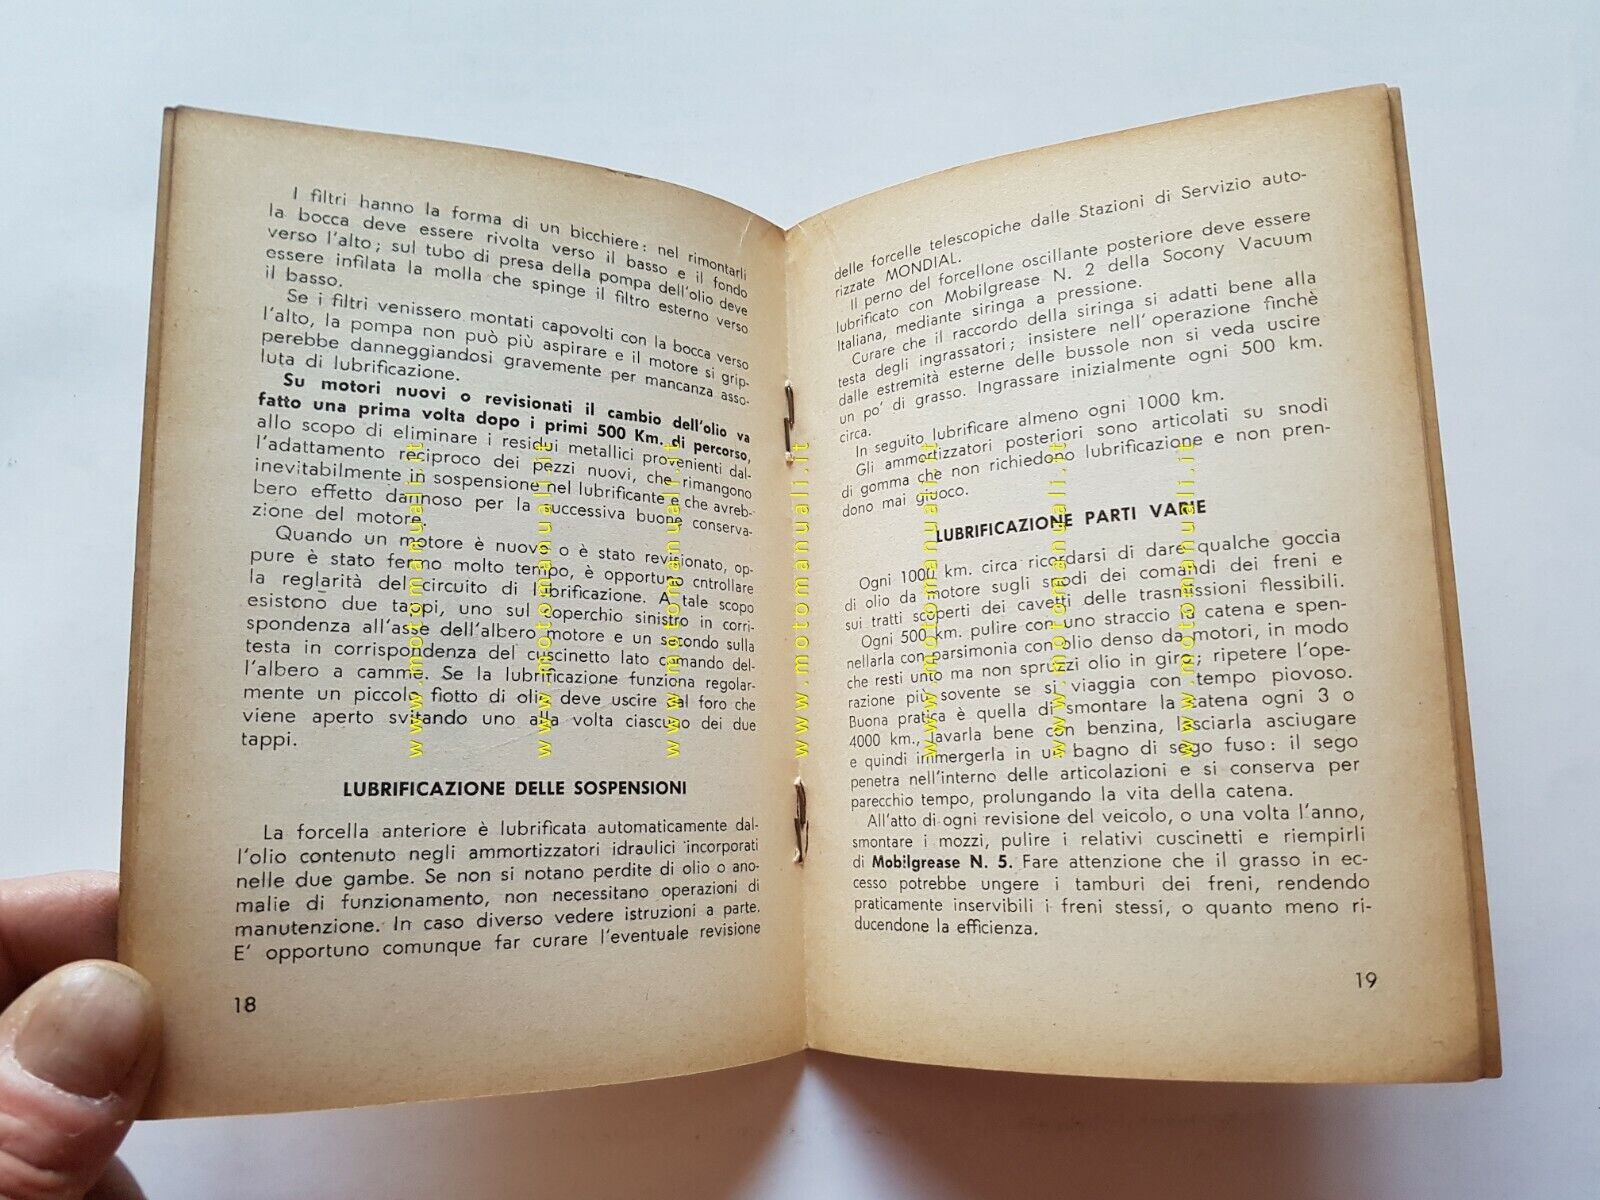 I filtri hanno la forma di un bicchiere: nel rimontarli
la bocca deve essere rivolta verso il basso e il fondo
verso l'alto; sul tubo di presa della pompa dell'olio deve
essere infilata la molla che spinge il filtro esterno verso
il basso.
Se i filtri venissero montati capovolti con la bocca verso
l'alto, la pompa non può più aspirare e il motore si grip-
perebbe danneggiandosi gravemente per mancanza asso-
luta di lubrificazione.
Su motori nuovi o revisionati il cambio dell'olio va
fatto una prima volta dopo i primi 500 Km. di percorso,
allo scopo di eliminare i residui metallici provenienti dal-
l'adattamento reciproco dei pezzi nuovi, che rimangono
inevitabilmente in sospensione nel lubrificante e che avreb-
bero effetto dannoso per la successiva buona conserva-
zione del motore.
Quando un motore è nuovo o è stato revisionato, op-
pure è stato fermo molto tempo, è opportuno cntrollare
la reglarità del circuito di lubrificazione. A tale scopo
esistono due tappi, uno sul coperchio sinistro in corri-
spondenza all'asse dell'albero motore e un secondo sulla
testa in corrispondenza del cuscinetto lato comando del-
l'albero a camma. Se la lubrificazione funziona regolar-
mente un piccolo fiotto di olio deve uscire dal foro che
viene aperto svitando uno alla volta ciascuno dei due
tappi.
LUBRIFICAZIONE DELLE SOSPENSIONI
La forcella anteriore è lubrificata automaticamente dal-
l'olio contenuto negli ammortizzatori idraulici incorporati
nelle due gambe. Se non si notano perdite di olio o ano-
malie di funzionamento, non necessitano operazioni di
manutenzione. In caso diverso vedere istruzioni a parte.
E' opportuno comunque far curare l'eventuale revisione
18
delle forcelle telescopiche dalle Stazioni di Servizio auto-
rizzate MONDIAL.
Il perno del forcellone oscillante posteriore deve essere
lubrificato con Mobilgrease N. 2 della Socony Vacuum
Italiana, mediante siringa a pressione.
Curare che il raccordo della siringa si adatti bene alla
testa degli ingrassatori; insistere nell'operazione finchè
dalle estremità esterne delle bussole non si veda uscire
un po' di grasso. Ingrassare inizialmente ogni 500 km.
circa.
In seguito lubrificare almeno ogni 1000 km.
Gli ammortizzatori posteriori sono articolati su snodi
di gomma che non richiedono lubrificazione e non pren-
dono mai giuoco.
LUBRIFICAZIONE PARTI VARIE
Ogni 1000 km. circa ricordarsi di dare qualche goccia
di olio da motore sugli snodi dei comandi dei freni e
sui tratti scoperti dei cavetti delle trasmissioni flessibili.
Ogni 500 km. pulire con uno straccio la catena e spen-
nellarla con parsimonia con olio denso da motori, in modo
che resti unto ma non spruzzi olio in giro; ripetere l'ope-
razione più sovente se si viaggia con tempo piovoso.
Buona pratica è quella di smontare la catena ogni 3 o
4000 km., lavarla bene con benzina, lasciarla asciugare
e quindi immergerla in un bagno di sego fuso: il sego
penetra nell'interno delle articolazioni e si conserva per
parecchio tempo, prolungando la vita della catena.
All'atto di ogni revisione del veicolo, o una volta l'anno,
smontare i mozzi, pulire i relativi cuscinetti e riempirli
di Mobilgrease N. 5. Fare attenzione che il grasso in ec-
cesso potrebbe ungere i tamburi dei freni, rendendo
praticamente inservibili i freni stessi, o quanto meno ri-
ducendone la efficienza.
19
www.motomanuali.it
www.motomanuali.it
www.motomanuali.it
www.motomanuali.it
www.motomanuali.it
www.motomanuali.it
www.motomanuali.it